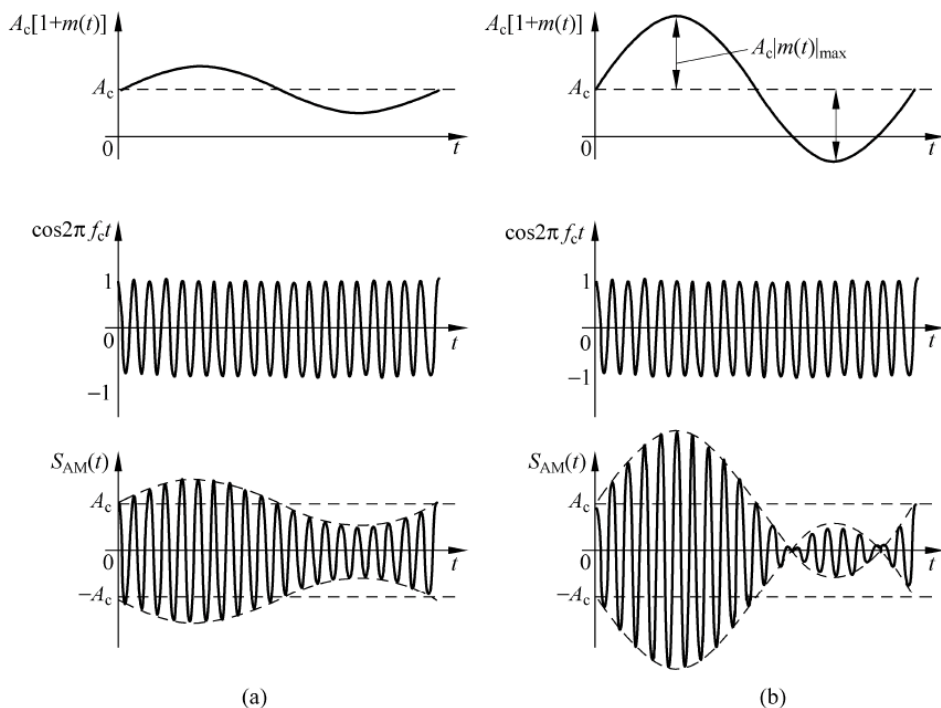 A_c[1+m(t)]
A_c
0
t
A_c[1+m(t)]
A_c|m(t)|_max
A_c
0
t
cos2π f_c t
1
0
−1
t
cos2π f_c t
1
0
−1
t
S_AM(t)
A_c
0
−A_c
t
S_AM(t)
A_c
0
−A_c
t
(a)
(b)